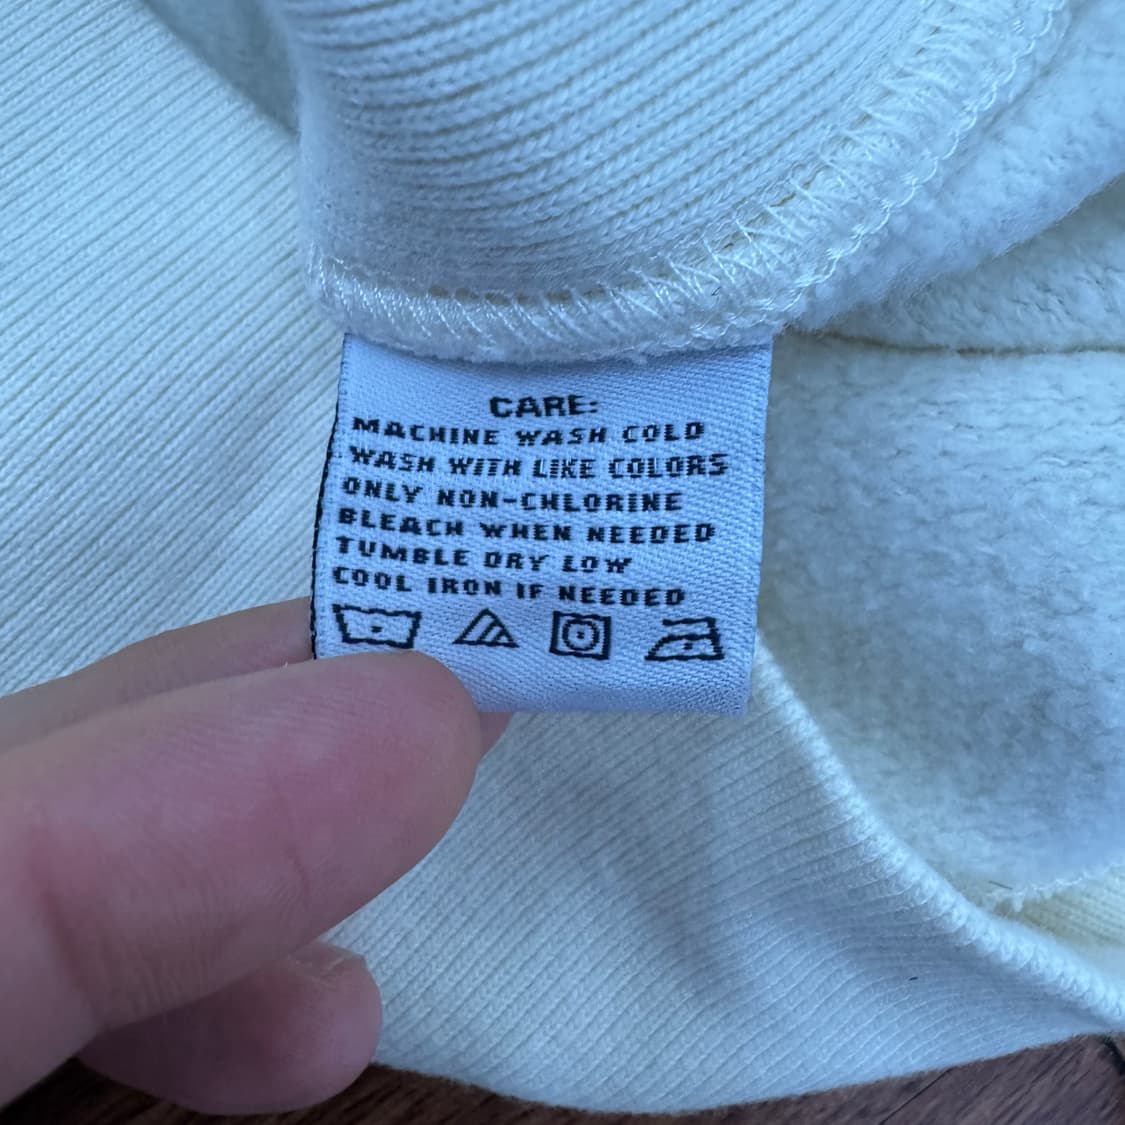 CARE:
MACHINE WASH COLD
WASH WITH LIKE COLORS
ONLY NON-CHLORINE
BLEACH WHEN NEEDED
TUMBLE DRY LOW
COOL IRON IF NEEDED